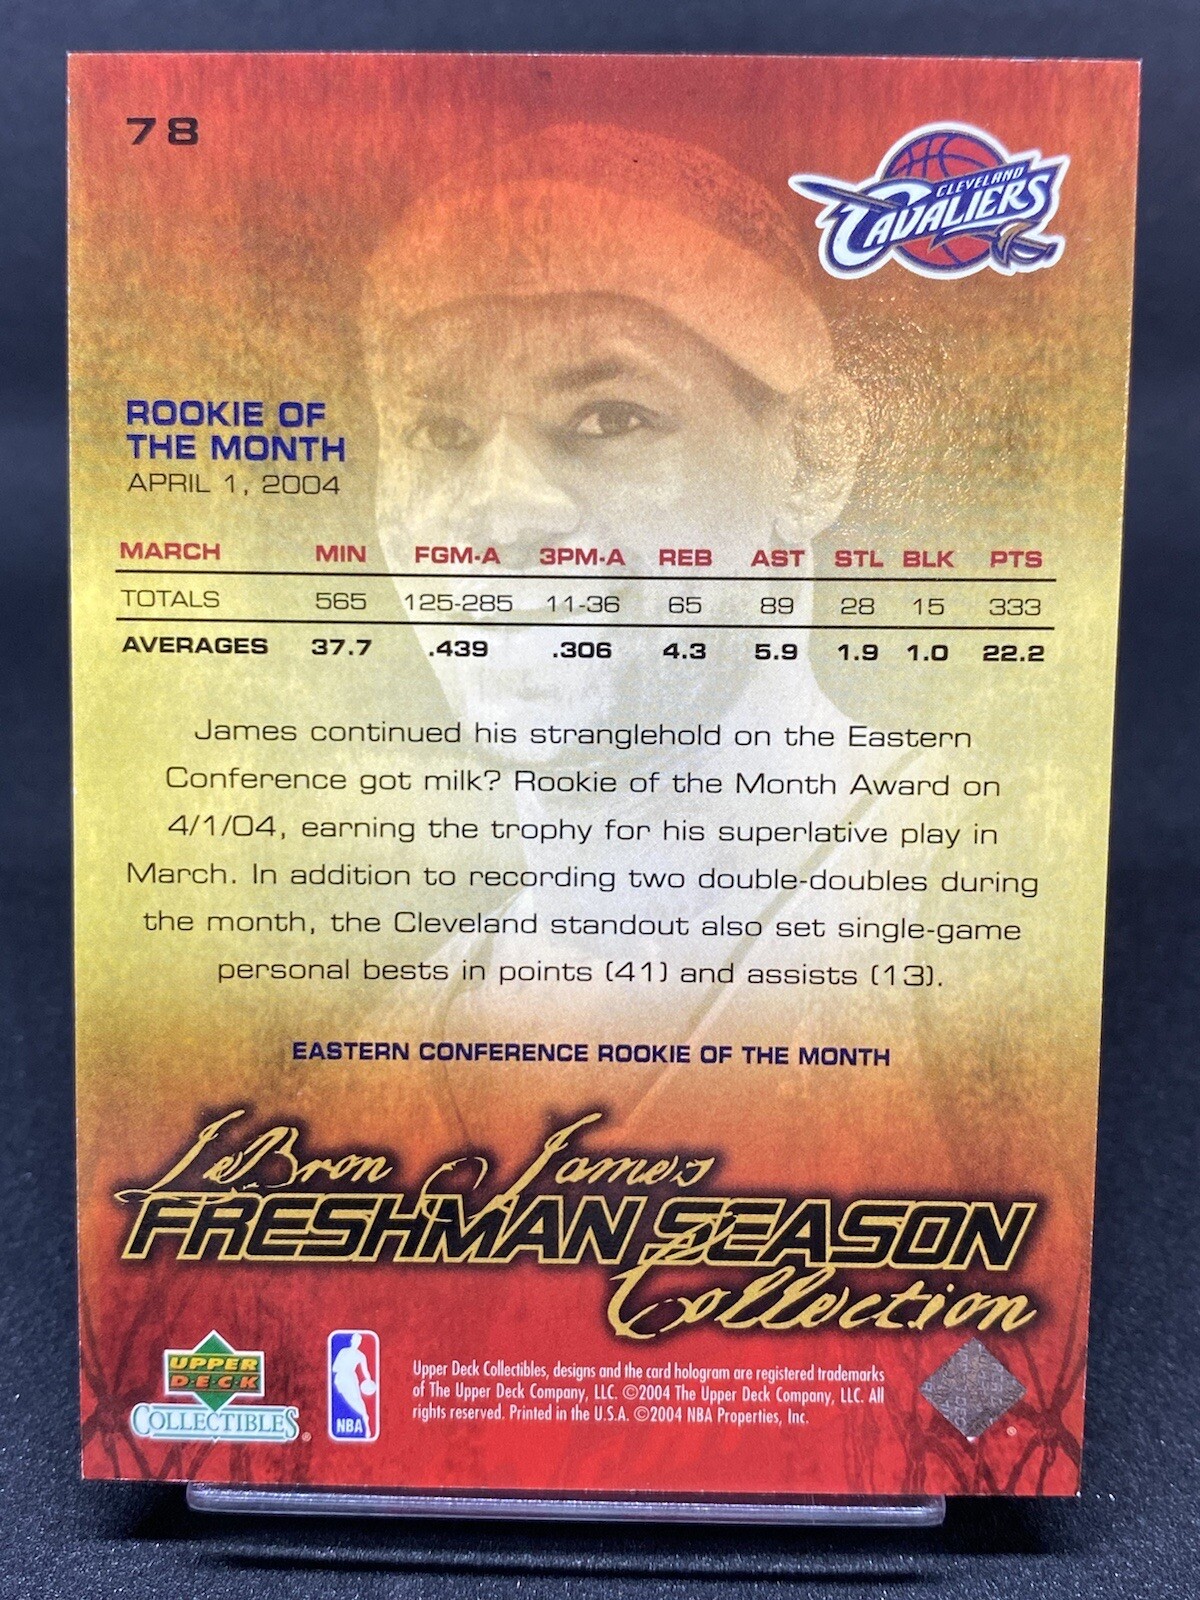 78
CLEVELAND
CAVALIERS
ROOKIE OF
THE MONTH
APRIL 1, 2004
MARCH MIN FGM-A 3PM-A REB AST STL BLK PTS
TOTALS 565 125-285 11-36 65 89 28 15 333
AVERAGES 37.7 .439 .306 4.3 5.9 1.9 1.0 22.2
James continued his stranglehold on the Eastern
Conference got milk? Rookie of the Month Award on
4/1/04, earning the trophy for his superlative play in
March. In addition to recording two double-doubles during
the month, the Cleveland standout also set single-game
personal bests in points (41) and assists (13).
EASTERN CONFERENCE ROOKIE OF THE MONTH
LeBron James
FRESHMAN SEASON
Collection
UPPER
DECK
COLLECTIBLES®
NBA
Upper Deck Collectibles, designs and the card hologram are registered trademarks
of The Upper Deck Company, LLC. ©2004 The Upper Deck Company, LLC. All
rights reserved. Printed in the U.S.A. ©2004 NBA Properties, Inc.